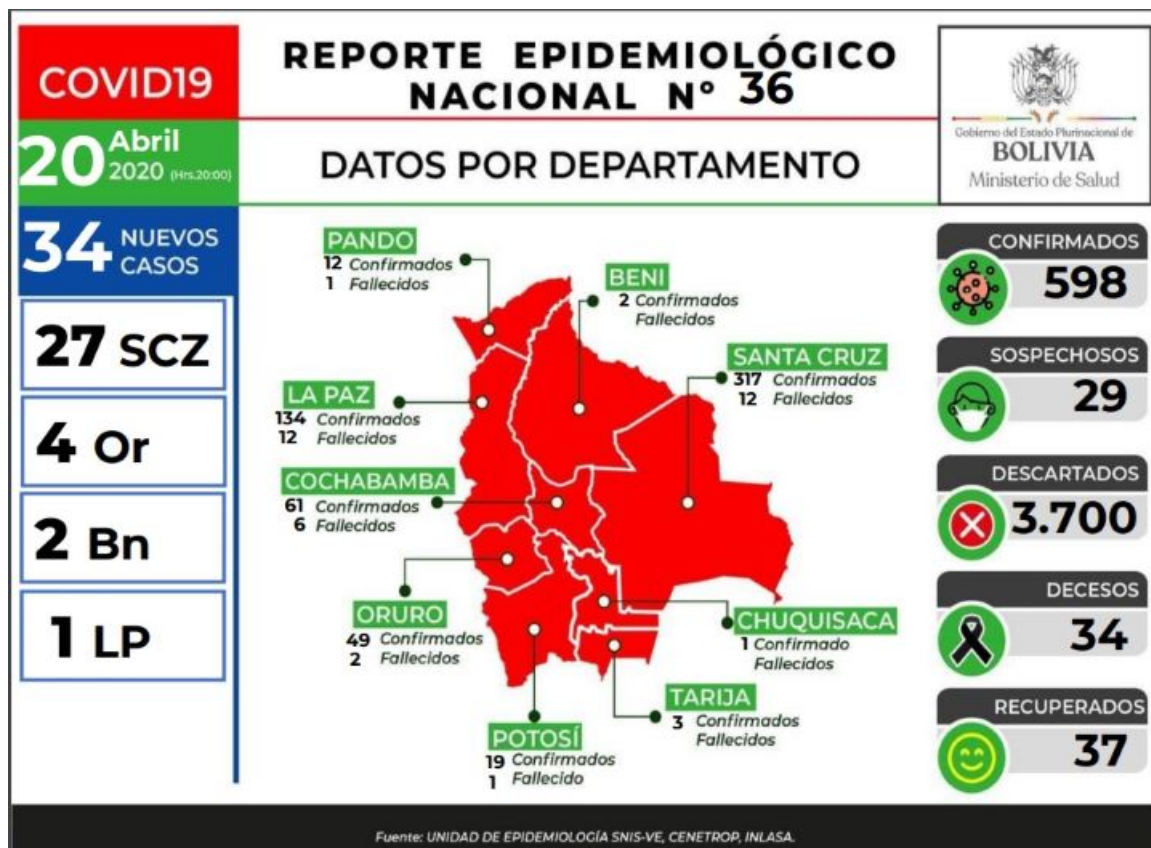 COVID19
20 Abril
2020 (Hrs.20:00)
REPORTE EPIDEMIOLÓGICO
NACIONAL N° 36
DATOS POR DEPARTAMENTO
Gobierno del Estado Plurinacional de
BOLIVIA
Ministerio de Salud
34 NUEVOS
CASOS
27 SCZ
4 Or
2 Bn
1 LP
PANDO
12 Confirmados
1 Fallecidos
BENI
2 Confirmados
Fallecidos
LA PAZ
134 Confirmados
12 Fallecidos
SANTA CRUZ
317 Confirmados
12 Fallecidos
COCHABAMBA
61 Confirmados
6 Fallecidos
ORURO
49 Confirmados
2 Fallecidos
CHUQUISACA
1 Confirmado
Fallecidos
TARIJA
3 Confirmados
Fallecidos
POTOSÍ
19 Confirmados
1 Fallecido
CONFIRMADOS
598
SOSPECHOSOS
29
DESCARTADOS
3.700
DECESOS
34
RECUPERADOS
37
Fuente: UNIDAD DE EPIDEMIOLOGÍA SNIS-VE, CENETROP, INLASA.